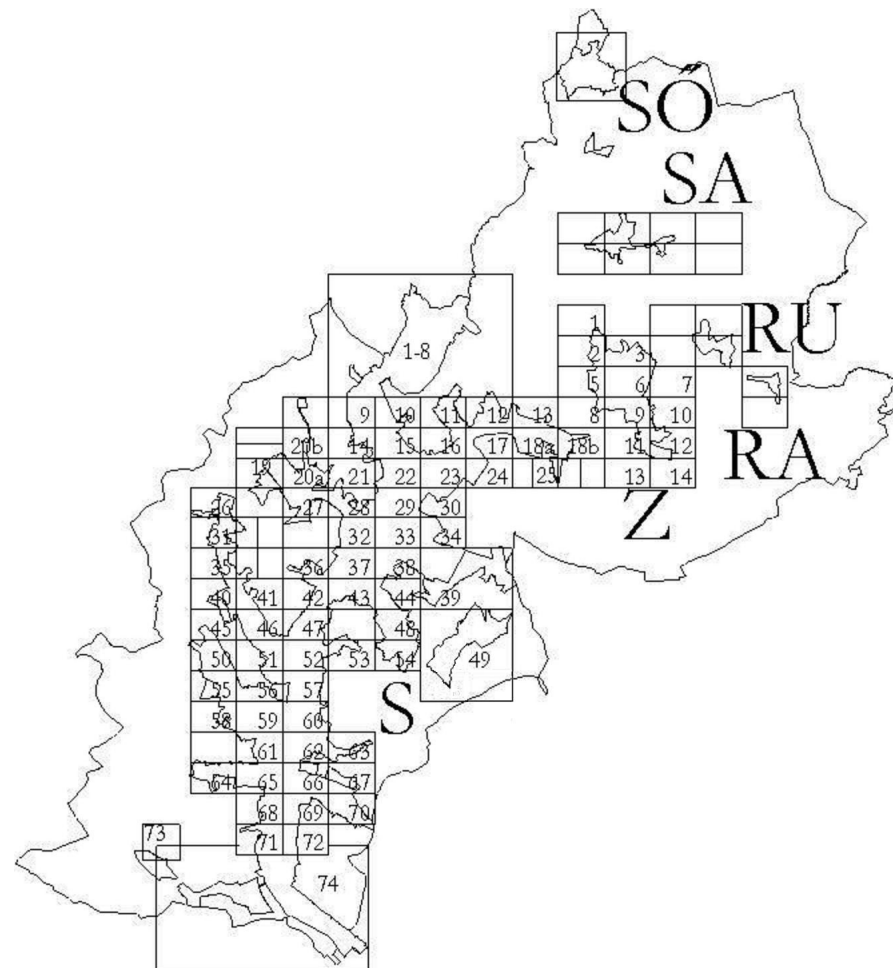 SÓ
SA
1
RU
1-8
2 3
5 6 7
9 10 11 12 13 8 9 10
20b 14 15 16 17 18a 18b 11 12
RA
19 20a 21 22 23 24 25 13 14
26 27 28 29 30
Z
31 32 33 34
35 36 37 38
40 41 42 43 44 39
45 46 47 48
50 51 52 53 54 49
55 56 57
S
58 59 60
61 62 63
64 65 66 67
68 69 70
73 71 72
74